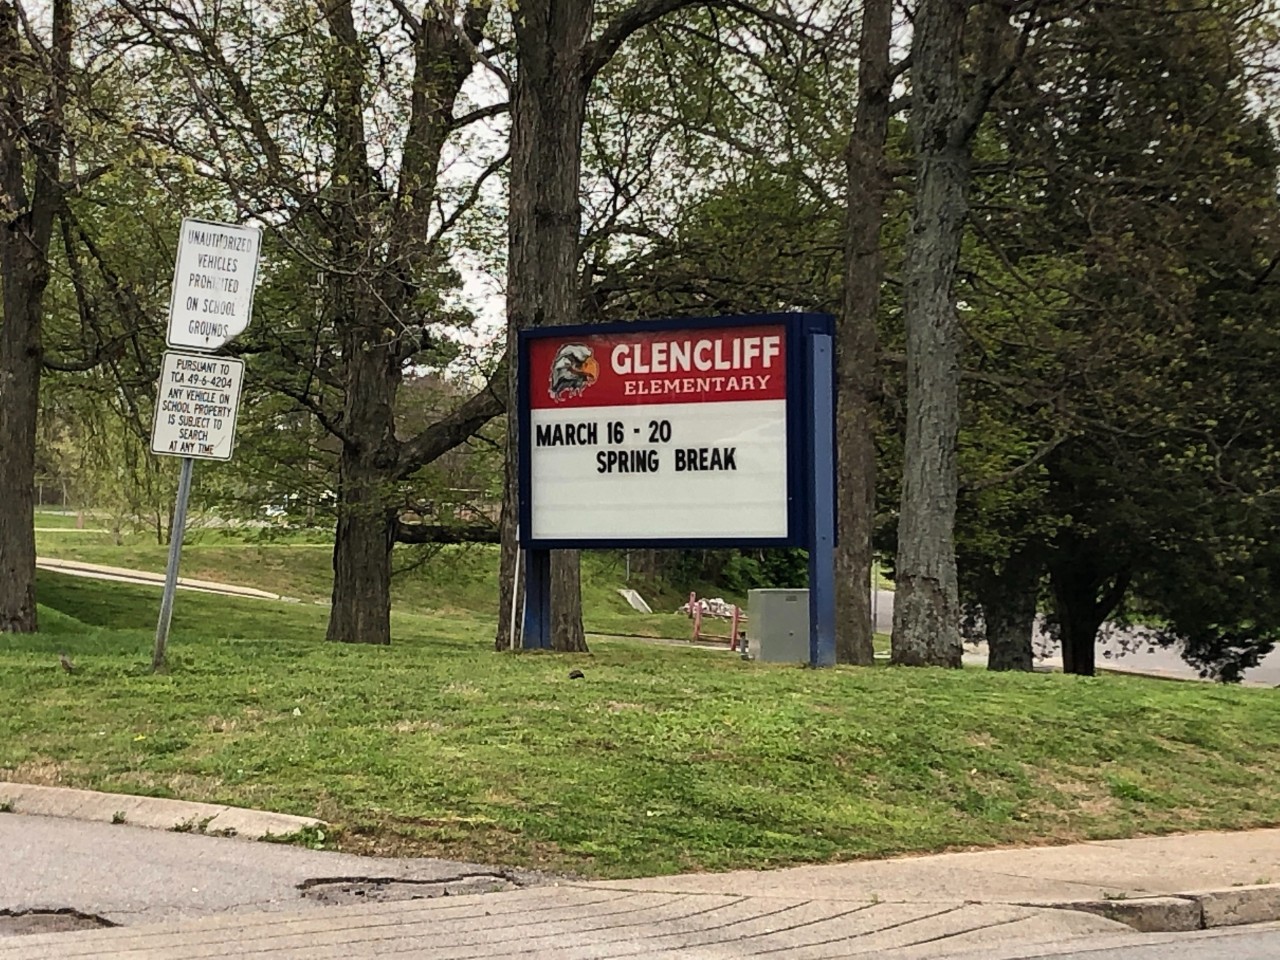 UNAUTHORIZED
VEHICLES
PROHIBITED
ON SCHOOL
GROUNDS
PURSUANT TO
TCA 49-6-4204
ANY VEHICLE ON
SCHOOL PROPERTY
IS SUBJECT TO
SEARCH
AT ANY TIME
GLENCLIFF
ELEMENTARY
MARCH 16 - 20
SPRING BREAK